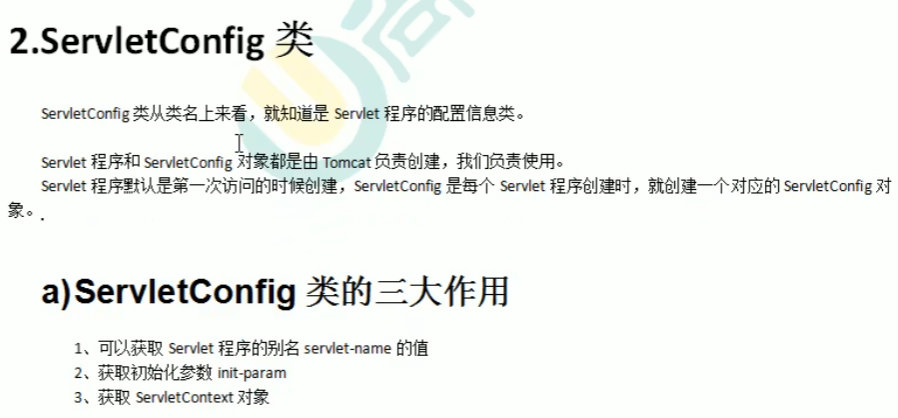 2.ServletConfig 类
ServletConfig 类从类名上来看，就知道是 Servlet 程序的配置信息类。
Servlet 程序和 ServletConfig 对象都是由 Tomcat 负责创建，我们负责使用。
Servlet 程序默认是第一次访问的时候创建，ServletConfig 是每个 Servlet 程序创建时，就创建一个对应的 ServletConfig 对
象。.
a)ServletConfig 类的三大作用
1、可以获取 Servlet 程序的别名 servlet-name 的值
2、获取初始化参数 init-param
3、获取 ServletContext 对象